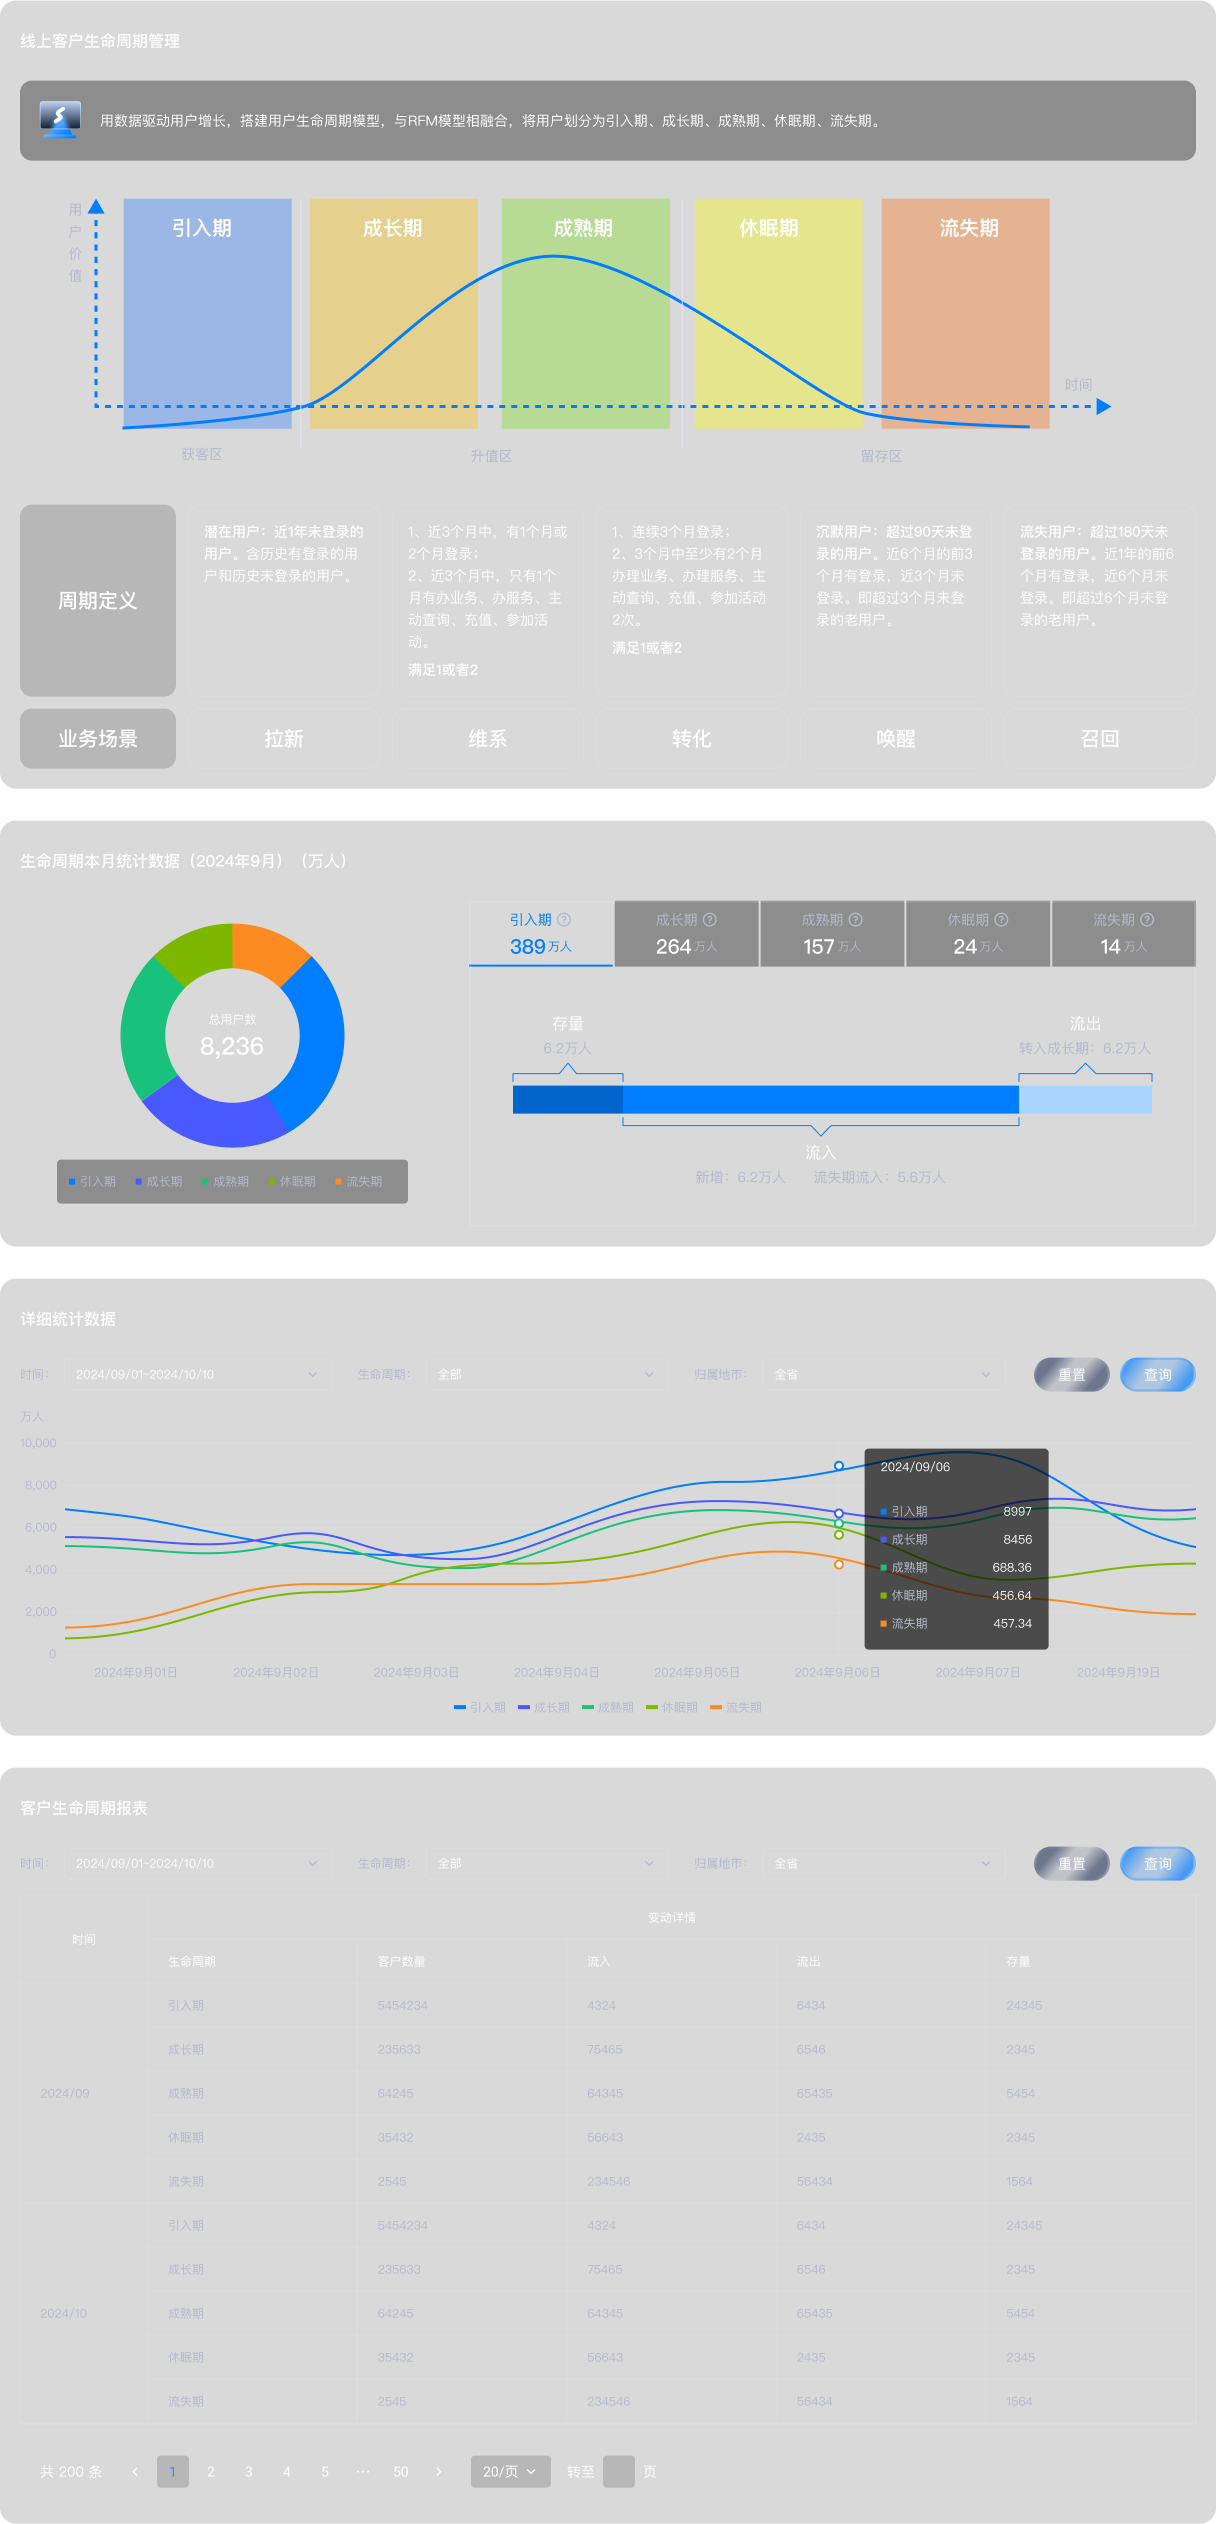 线上客户生命周期管理
用数据驱动用户增长，搭建用户生命周期模型，与RFM模型相融合，将用户划分为引入期、成长期、成熟期、休眠期、流失期。
用户价值
引入期
成长期
成熟期
休眠期
流失期
时间
获客区
升值区
留存区
周期定义
潜在用户：近1年未登录的
用户。含历史有登录的用
户和历史未登录的用户。
1、近3个月中，有1个月或
2个月登录；
2、近3个月中，只有1个
月有办业务、办服务、主
动查询、充值、参加活
动。
满足1或者2
1、连续3个月登录；
2、3个月中至少有2个月
办理业务、办理服务、主
动查询、充值、参加活动
2次。
满足1或者2
沉默用户：超过90天未登
录的用户。近6个月的前3
个月有登录，近3个月未
登录。即超过3个月未登
录的老用户。
流失用户：超过180天未
登录的用户。近1年的前6
个月有登录，近6个月未
登录。即超过6个月未登
录的老用户。
业务场景
拉新
维系
转化
唤醒
召回
生命周期本月统计数据（2024年9月）（万人）
总用户数
8,236
引入期 成长期 成熟期 休眠期 流失期
引入期
389 万人
成长期
264 万人
成熟期
157 万人
休眠期
24 万人
流失期
14 万人
存量
6.2万人
流出
转入成长期：6.2万人
流入
新增：6.2万人 流失期流入：5.6万人
详细统计数据
时间： 2024/09/01-2024/10/10 生命周期： 全部 归属地市： 全省 重置 查询
万人
10,000
8,000
6,000
4,000
2,000
0
2024/09/06
引入期 8997
成长期 8456
成熟期 688.36
休眠期 456.64
流失期 457.34
2024年9月01日 2024年9月02日 2024年9月03日 2024年9月04日 2024年9月05日 2024年9月06日 2024年9月07日 2024年9月19日
引入期 成长期 成熟期 休眠期 流失期
客户生命周期报表
时间： 2024/09/01-2024/10/10 生命周期： 全部 归属地市： 全省 重置 查询
时间 变动详情
生命周期 客户数量 流入 流出 存量
2024/09
引入期 5454234 4324 6434 24345
成长期 235633 75465 6546 2345
成熟期 64245 64345 65435 5454
休眠期 35432 56643 2435 2345
流失期 2545 234546 56434 1564
2024/10
引入期 5454234 4324 6434 24345
成长期 235633 75465 6546 2345
成熟期 64245 64345 65435 5454
休眠期 35432 56643 2435 2345
流失期 2545 234546 56434 1564
共 200 条 1 2 3 4 5 ··· 50 20/页 转至 页